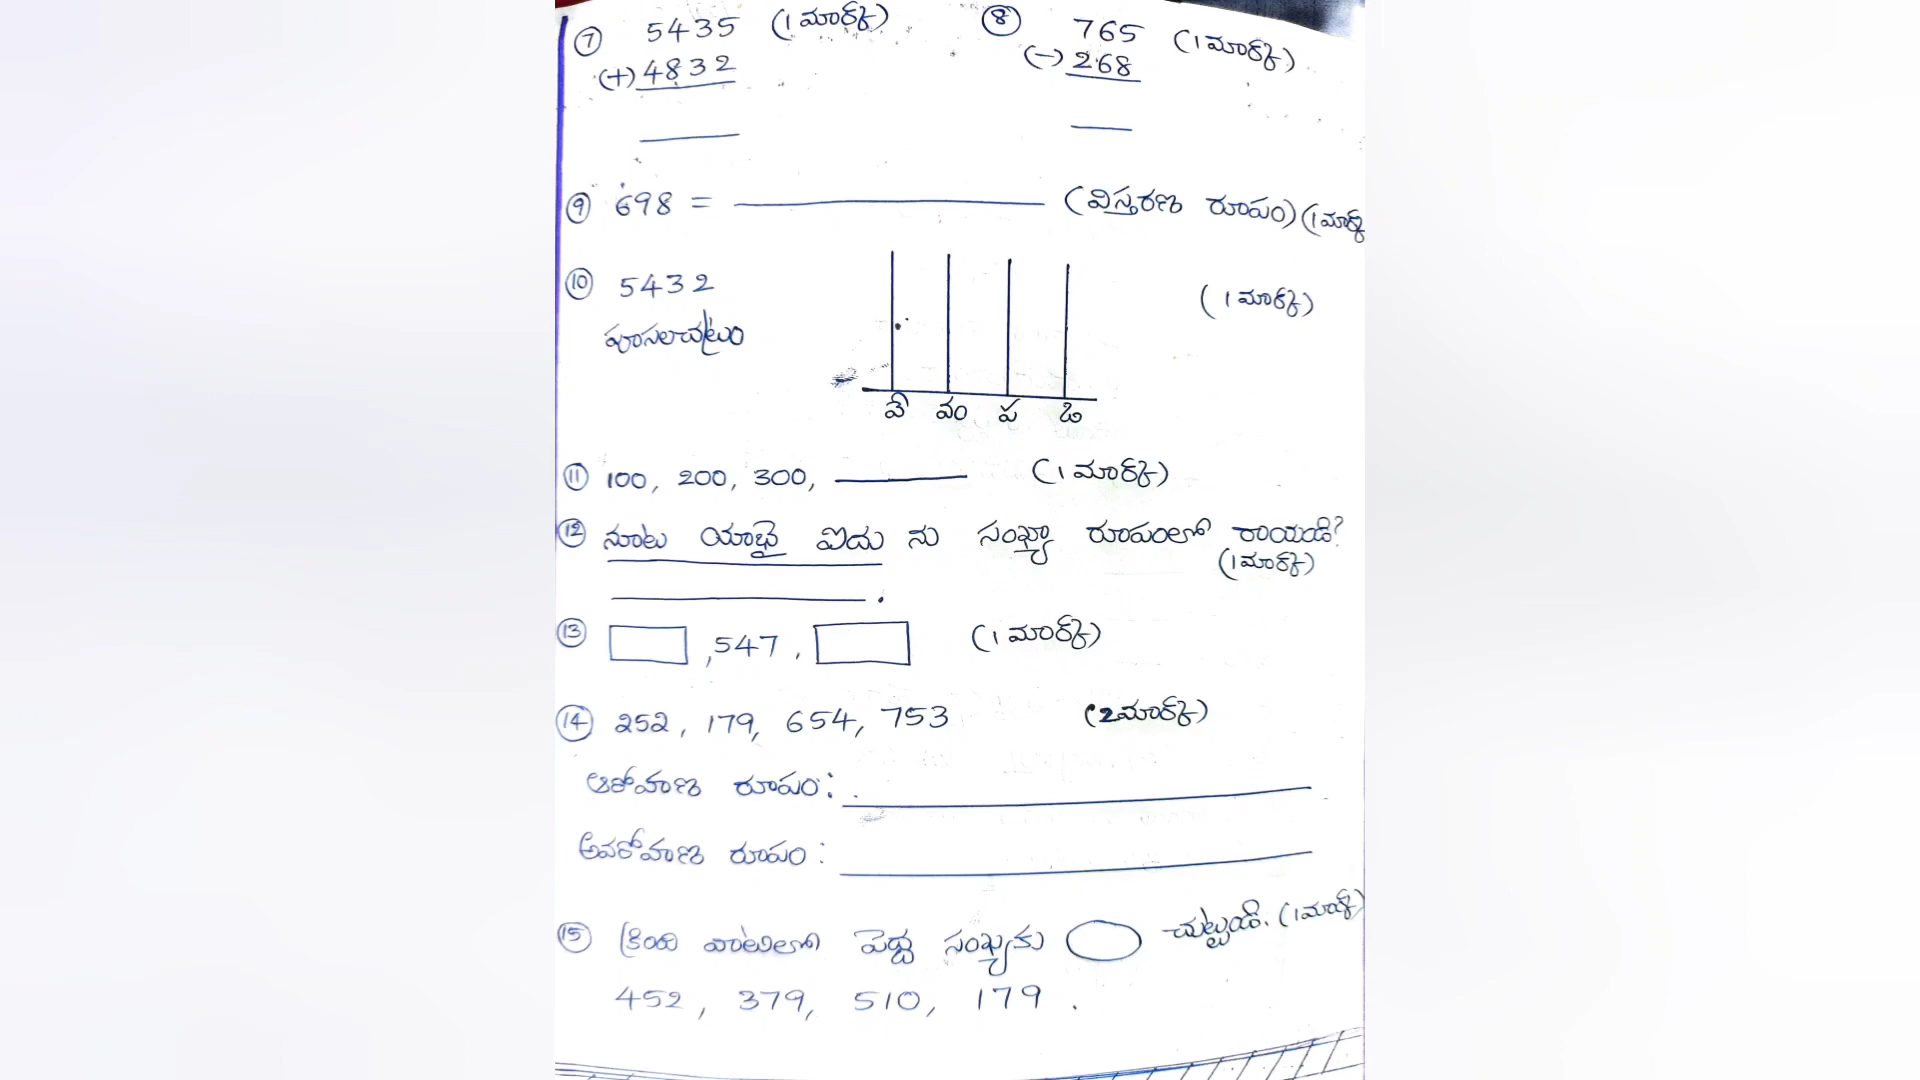 ⑦ 5435 (1 మార్క్) ⑧ 765 (1 మార్క్)
(+) 4832 (-) 268
⑨ 698 = (విస్తరణ రూపం) (1 మార్క్
⑩ 5432 (1 మార్క్)
పూసలచట్రం
వే వం ప ఒ
⑪ 100, 200, 300, (1 మార్క్)
⑫ నూట యాభై ఐదు ను సంఖ్యా రూపంలో రాయండి?
(1 మార్క్)
⑬ , 547, (1 మార్క్)
⑭ 252, 179, 654, 753 (2 మార్క్)
ఆరోహణ రూపం:
అవరోహణ రూపం:
⑮ క్రింది వాటిలో పెద్ద సంఖ్యకు చుట్టండి. (1 మార్క్)
452, 379, 510, 179.